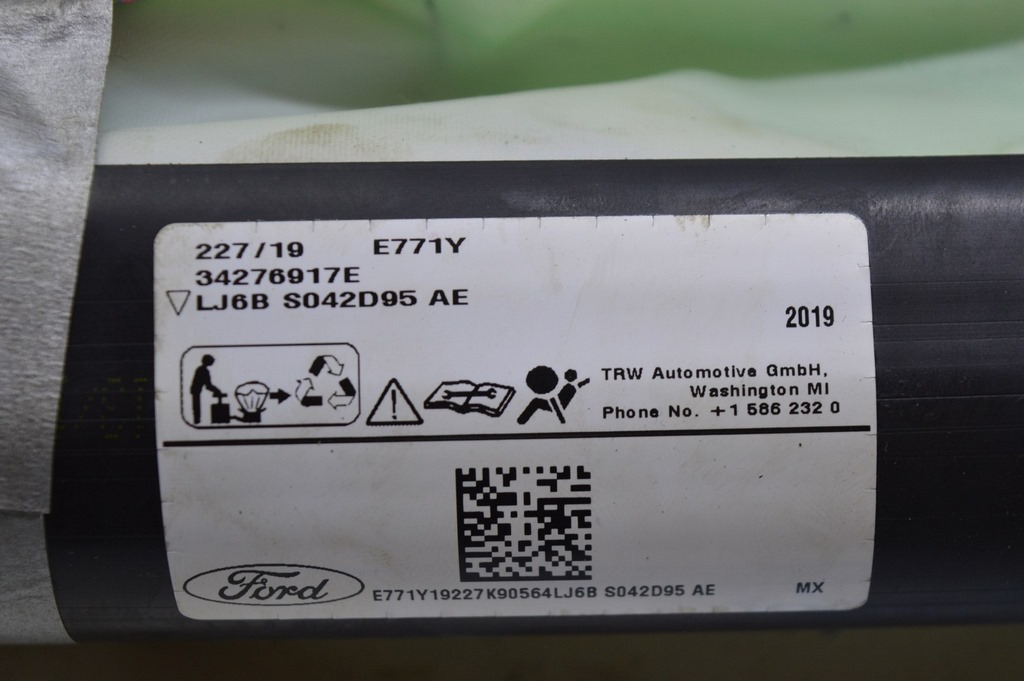 227/19 E771Y
34276917E
LJ6B S042D95 AE
2019
TRW Automotive GmbH,
Washington MI
Phone No. +1 586 232 0
Ford
E771Y19227K90564LJ6B S042D95 AE
MX